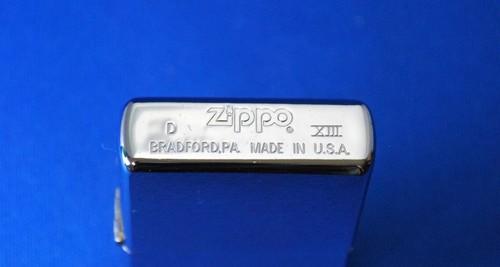 Zippo®
D XIII
BRADFORD,PA. MADE IN U.S.A.